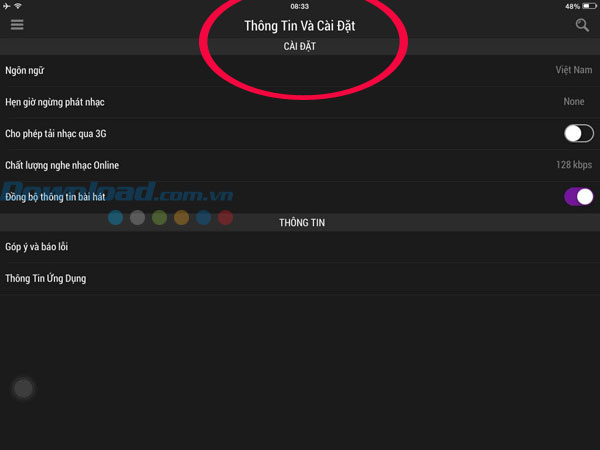 08:33
48%
Thông Tin Và Cài Đặt
CÀI ĐẶT
Ngôn ngữ
Việt Nam
Hẹn giờ ngừng phát nhạc
None
Cho phép tải nhạc qua 3G
Chất lượng nghe nhạc Online
128 kbps
Download.com.vn
Đồng bộ thông tin bài hát
THÔNG TIN
Góp ý và báo lỗi
Thông Tin Ứng Dụng